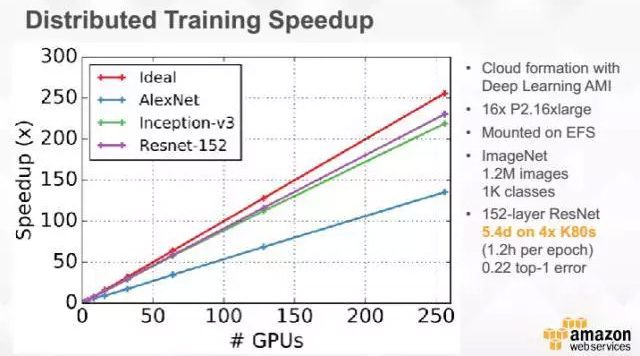 Distributed Training Speedup
300
250
200
150
100
50
0
Speedup (x)
Ideal
AlexNet
Inception-v3
Resnet-152
0
50
100
150
200
250
# GPUs
• Cloud formation with
Deep Learning AMI
• 16x P2.16xlarge
• Mounted on EFS
• ImageNet
1.2M images
1K classes
• 152-layer ResNet
5.4d on 4x K80s
(1.2h per epoch)
0.22 top-1 error
amazon
web services